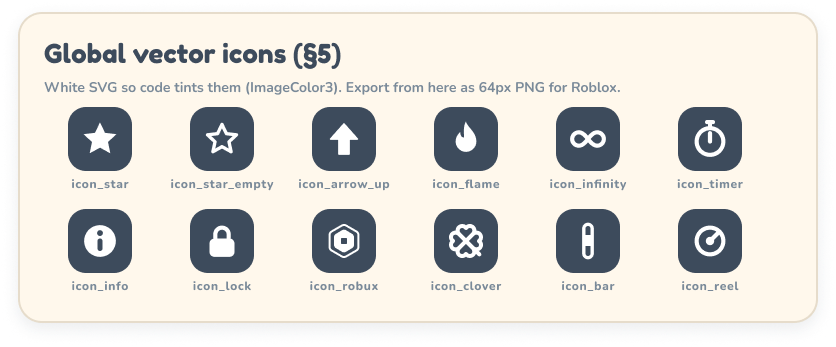 Global vector icons (§5)
White SVG so code tints them (ImageColor3). Export from here as 64px PNG for Roblox.
icon_star icon_star_empty icon_arrow_up icon_flame icon_infinity icon_timer
icon_info icon_lock icon_robux icon_clover icon_bar icon_reel